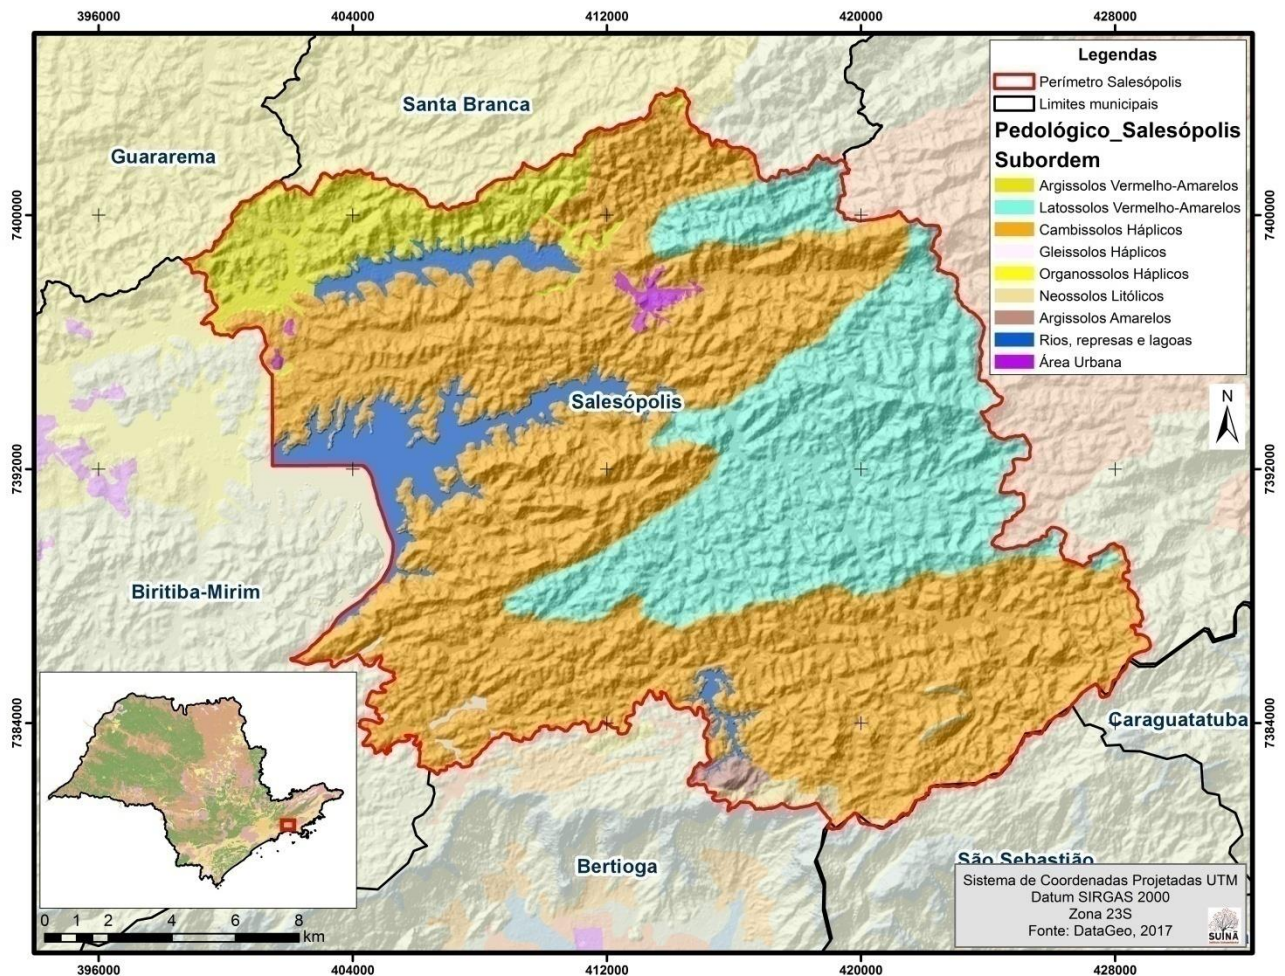 396000
404000
412000
420000
428000
Legendas
Perímetro Salesópolis
Limites municipais
Pedológico_Salesópolis
Subordem
Argissolos Vermelho-Amarelos
Latossolos Vermelho-Amarelos
Cambissolos Háplicos
Gleissolos Háplicos
Organossolos Háplicos
Neossolos Litólicos
Argissolos Amarelos
Rios, represas e lagoas
Área Urbana
N
Santa Branca
Guararema
7400000
7400000
Salesópolis
7392000
7392000
Biritiba-Mirim
7384000
7384000
Caraguatatuba
Bertioga
São Sebastião
Sistema de Coordenadas Projetadas UTM
Datum SIRGAS 2000
Zona 23S
Fonte: DataGeo, 2017
SUINÃ
0 1 2 4 6 8
km
396000
404000
412000
420000
428000